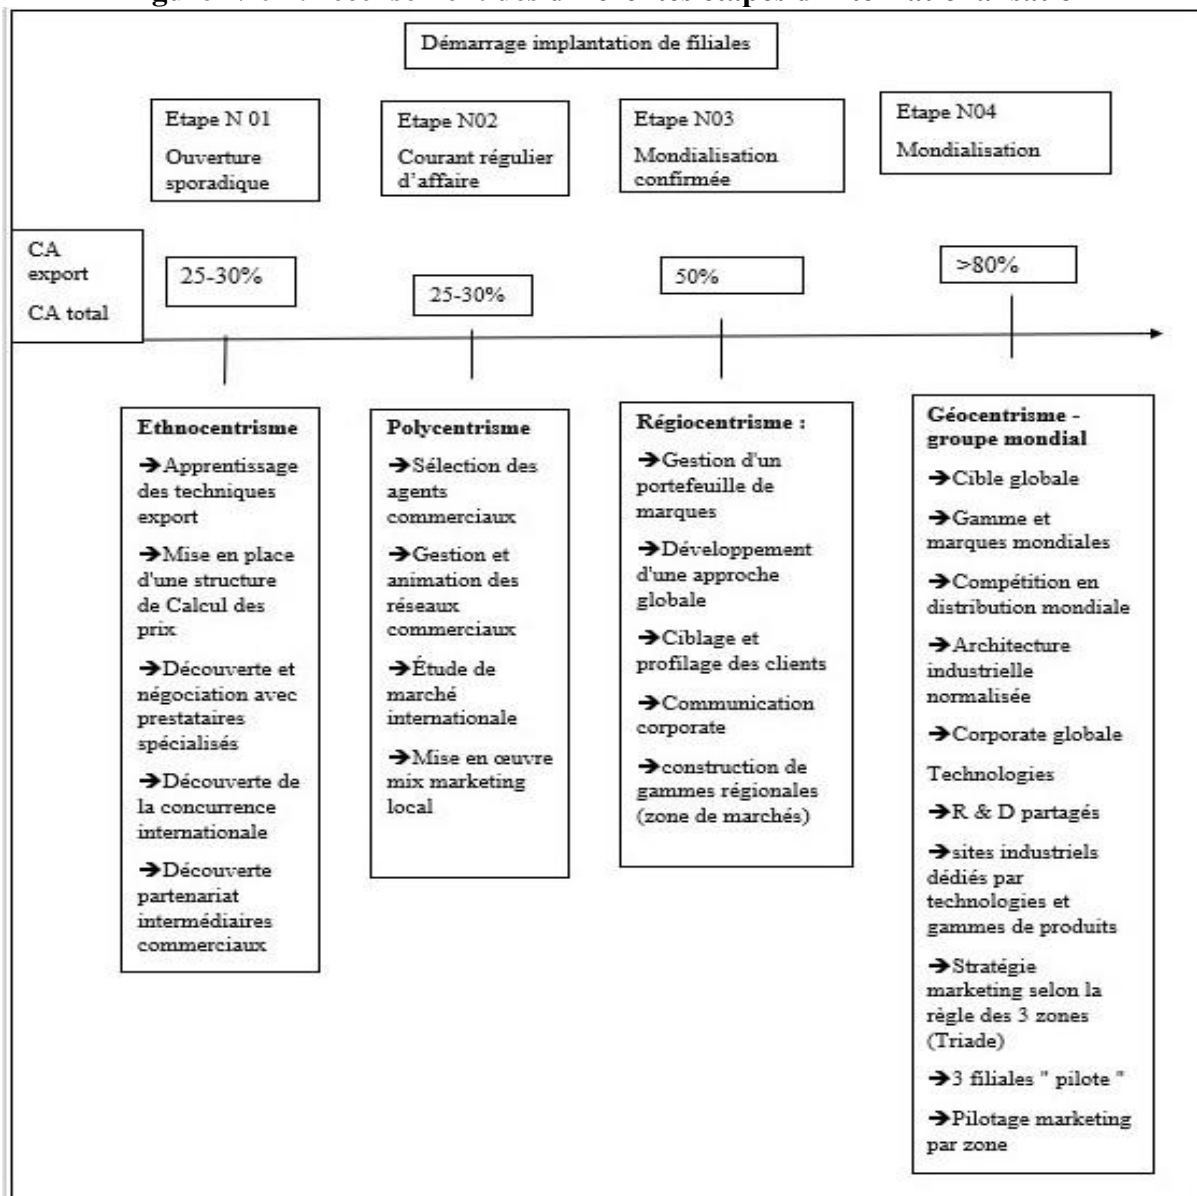 Démarrage implantation de filiales
Etape N 01
Ouverture
sporadique
Etape N02
Courant régulier
d'affaire
Etape N03
Mondialisation
confirmée
Etape N04
Mondialisation
CA
export
CA total
25-30%
25-30%
50%
>80%
Ethnocentrisme
➔Apprentissage
des techniques
export
➔Mise en place
d'une structure
de Calcul des
prix
➔Découverte et
négociation avec
prestataires
spécialisés
➔Découverte de
la concurrence
internationale
➔Découverte
partenariat
intermédiaires
commerciaux
Polycentrisme
➔Sélection des
agents
commerciaux
➔Gestion et
animation des
réseaux
commerciaux
➔Étude de
marché
internationale
➔Mise en œuvre
mix marketing
local
Régiocentrisme :
➔Gestion d'un
portefeuille de
marques
➔Développement
d'une approche
globale
➔Ciblage et
profilage des clients
➔Communication
corporate
➔construction de
gammes régionales
(zone de marchés)
Géocentrisme -
groupe mondial
➔Cible globale
➔Gamme et
marques mondiales
➔Compétition en
distribution mondiale
➔Architecture
industrielle
normalisée
➔Corporate globale
Technologies
➔R & D partagés
➔sites industriels
dédiés par
technologies et
gammes de produits
➔Stratégie
marketing selon la
règle des 3 zones
(Triade)
➔3 filiales " pilote "
➔Pilotage marketing
par zone